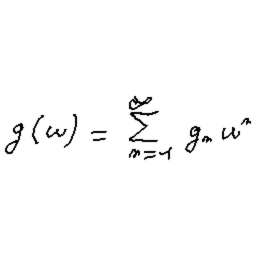 g(w) = \sum_{n=-1}^{\infty} g_n w^n